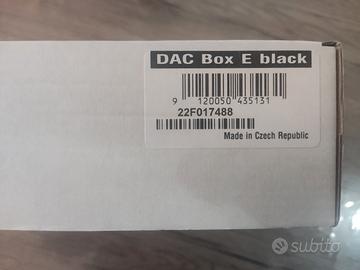 DAC Box E black
9 120050 435131
22F017488
Made in Czech Republic
subito